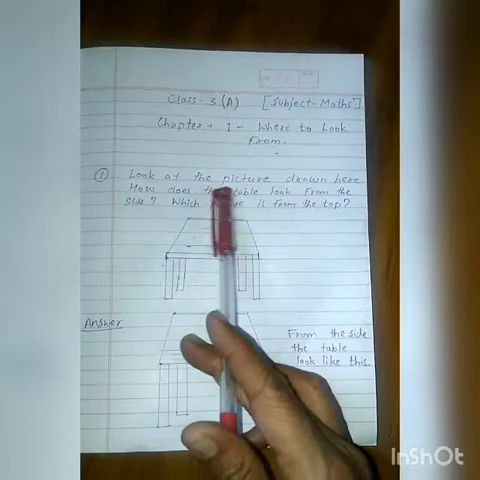 Class-3 (A) [Subject-Maths]
Chapter- 1- Where to Look
From.
① Look at the picture drawn here
How does the table look from the
side? Which is from the top?
Answer
From the side
the table
look like this.
InShOt